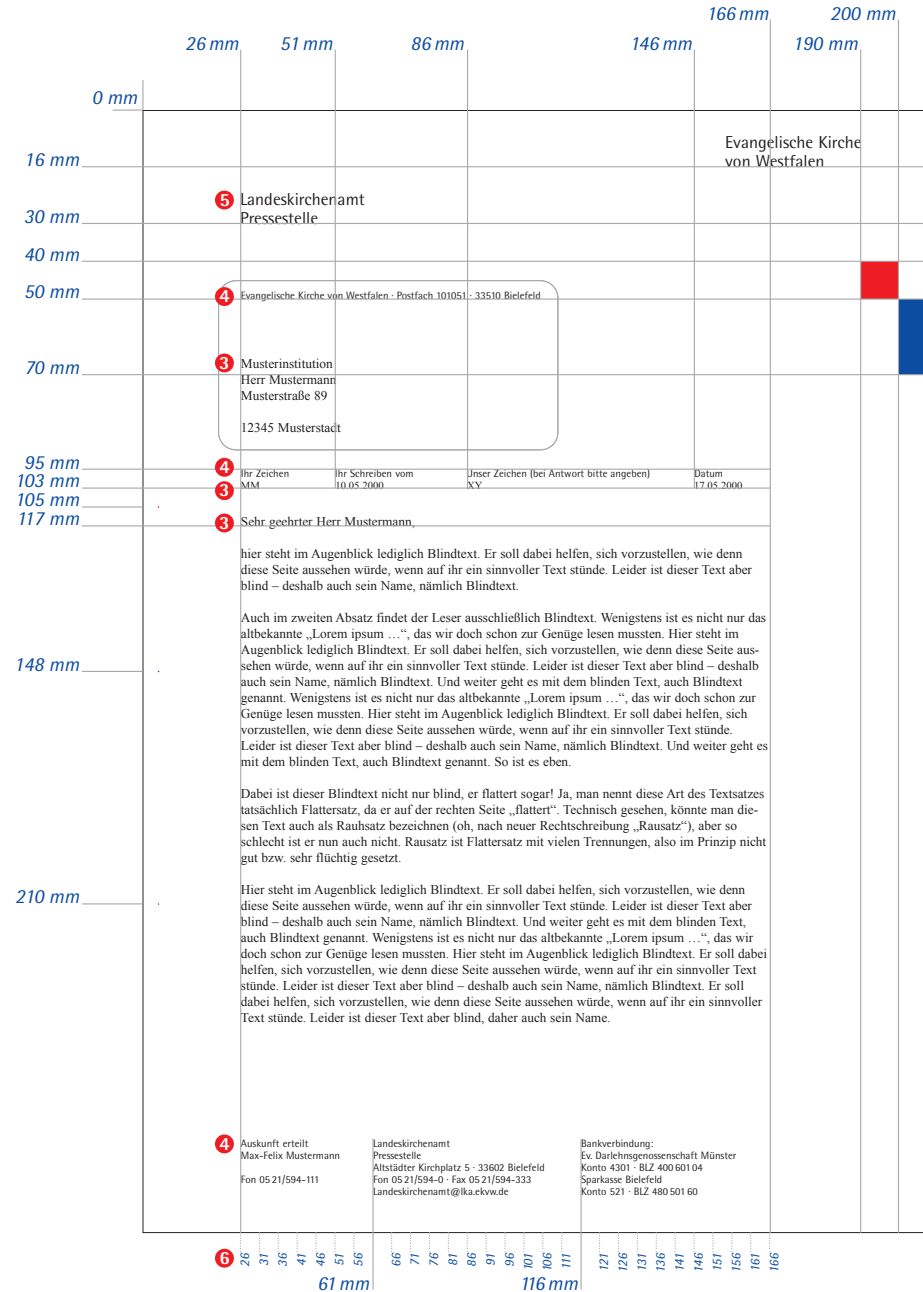 166 mm 200 mm
26 mm 51 mm 86 mm 146 mm 190 mm
0 mm
Evangelische Kirche
von Westfalen
16 mm
5 Landeskirchenamt
Pressestelle
30 mm
40 mm
50 mm
4 Evangelische Kirche von Westfalen · Postfach 101051 · 33510 Bielefeld
70 mm
3 Musterinstitution
Herr Mustermann
Musterstraße 89
12345 Musterstadt
95 mm
103 mm
105 mm
117 mm
4 Ihr Zeichen Ihr Schreiben vom Unser Zeichen (bei Antwort bitte angeben) Datum
3 MM 10.05.2000 XY 17.05.2000
3 Sehr geehrter Herr Mustermann,
hier steht im Augenblick lediglich Blindtext. Er soll dabei helfen, sich vorzustellen, wie denn
diese Seite aussehen würde, wenn auf ihr ein sinnvoller Text stünde. Leider ist dieser Text aber
blind – deshalb auch sein Name, nämlich Blindtext.
Auch im zweiten Absatz findet der Leser ausschließlich Blindtext. Wenigstens ist es nicht nur das
altbekannte „Lorem ipsum …“, das wir doch schon zur Genüge lesen mussten. Hier steht im
Augenblick lediglich Blindtext. Er soll dabei helfen, sich vorzustellen, wie denn diese Seite aus-
sehen würde, wenn auf ihr ein sinnvoller Text stünde. Leider ist dieser Text aber blind – deshalb
auch sein Name, nämlich Blindtext. Und weiter geht es mit dem blinden Text, auch Blindtext
genannt. Wenigstens ist es nicht nur das altbekannte „Lorem ipsum …“, das wir doch schon zur
Genüge lesen mussten. Hier steht im Augenblick lediglich Blindtext. Er soll dabei helfen, sich
vorzustellen, wie denn diese Seite aussehen würde, wenn auf ihr ein sinnvoller Text stünde.
Leider ist dieser Text aber blind – deshalb auch sein Name, nämlich Blindtext. Und weiter geht es
mit dem blinden Text, auch Blindtext genannt. So ist es eben.
148 mm
Dabei ist dieser Blindtext nicht nur blind, er flattert sogar! Ja, man nennt diese Art des Textsatzes
tatsächlich Flattersatz, da er auf der rechten Seite „flattert“. Technisch gesehen, könnte man die-
sen Text auch als Rauhsatz bezeichnen (oh, nach neuer Rechtschreibung „Rausatz“), aber so
schlecht ist er nun auch nicht. Rausatz ist Flattersatz mit vielen Trennungen, also im Prinzip nicht
gut bzw. sehr flüchtig gesetzt.
210 mm
Hier steht im Augenblick lediglich Blindtext. Er soll dabei helfen, sich vorzustellen, wie denn
diese Seite aussehen würde, wenn auf ihr ein sinnvoller Text stünde. Leider ist dieser Text aber
blind – deshalb auch sein Name, nämlich Blindtext. Und weiter geht es mit dem blinden Text,
auch Blindtext genannt. Wenigstens ist es nicht nur das altbekannte „Lorem ipsum …“, das wir
doch schon zur Genüge lesen mussten. Hier steht im Augenblick lediglich Blindtext. Er soll dabei
helfen, sich vorzustellen, wie denn diese Seite aussehen würde, wenn auf ihr ein sinnvoller Text
stünde. Leider ist dieser Text aber blind – deshalb auch sein Name, nämlich Blindtext. Er soll
dabei helfen, sich vorzustellen, wie denn diese Seite aussehen würde, wenn auf ihr ein sinnvoller
Text stünde. Leider ist dieser Text aber blind, daher auch sein Name.
4 Auskunft erteilt
Max-Felix Mustermann
Fon 05 21/594-111
Landeskirchenamt
Pressestelle
Altstädter Kirchplatz 5 · 33602 Bielefeld
Fon 05 21/594-0 · Fax 05 21/594-333
Landeskirchenamt@lka.ekvw.de
Bankverbindung:
Ev. Darlehnsgenossenschaft Münster
Konto 4301 · BLZ 400 601 04
Sparkasse Bielefeld
Konto 521 · BLZ 480 501 60
6 26 31 36 41 46 51 56 66 71 76 81 86 91 96 101 106 111 121 126 131 136 141 146 151 156 161 166
61 mm 116 mm